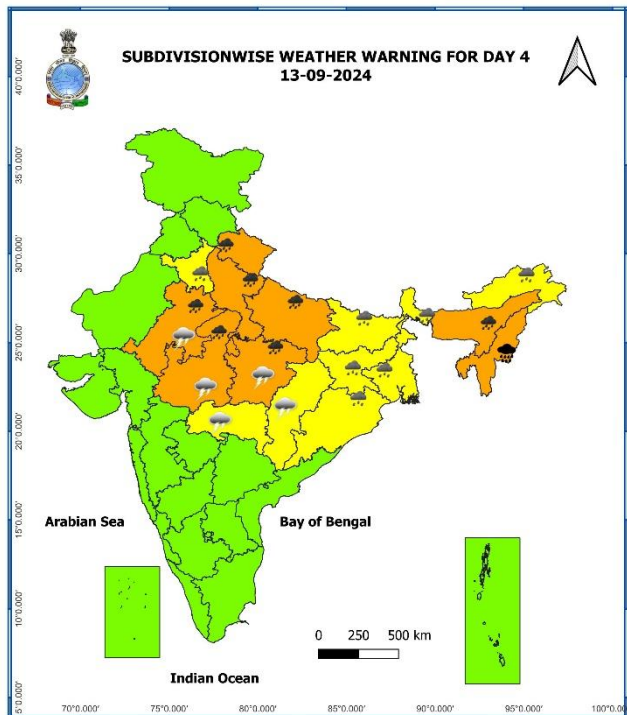 SUBDIVISIONWISE WEATHER WARNING FOR DAY 4
13-09-2024
40°0.000'
35°0.000'
30°0.000'
25°0.000'
20°0.000'
15°0.000'
10°0.000'
5°0.000'
Arabian Sea
Bay of Bengal
0 250 500 km
Indian Ocean
70°0.000' 75°0.000' 80°0.000' 85°0.000' 90°0.000' 95°0.000' 100°0.000'